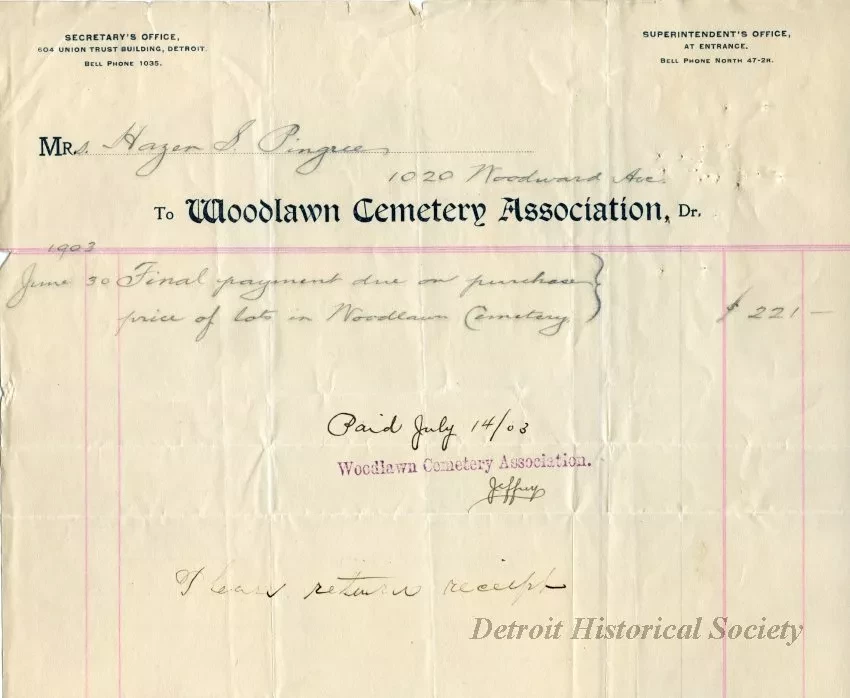 SECRETARY'S OFFICE,
604 UNION TRUST BUILDING, DETROIT.
BELL PHONE 1035.
SUPERINTENDENT'S OFFICE,
AT ENTRANCE.
BELL PHONE NORTH 47-2R.
MRs. Hazen S. Pingree
1020 Woodward Ave.
To Woodlawn Cemetery Association, Dr.
1903
June 30 Final payment due on purchase
price of lots in Woodlawn Cemetery $ 221 —
Paid July 14/03
Woodlawn Cemetery Association.
Jeffrey
Please return receipt
Detroit Historical Society